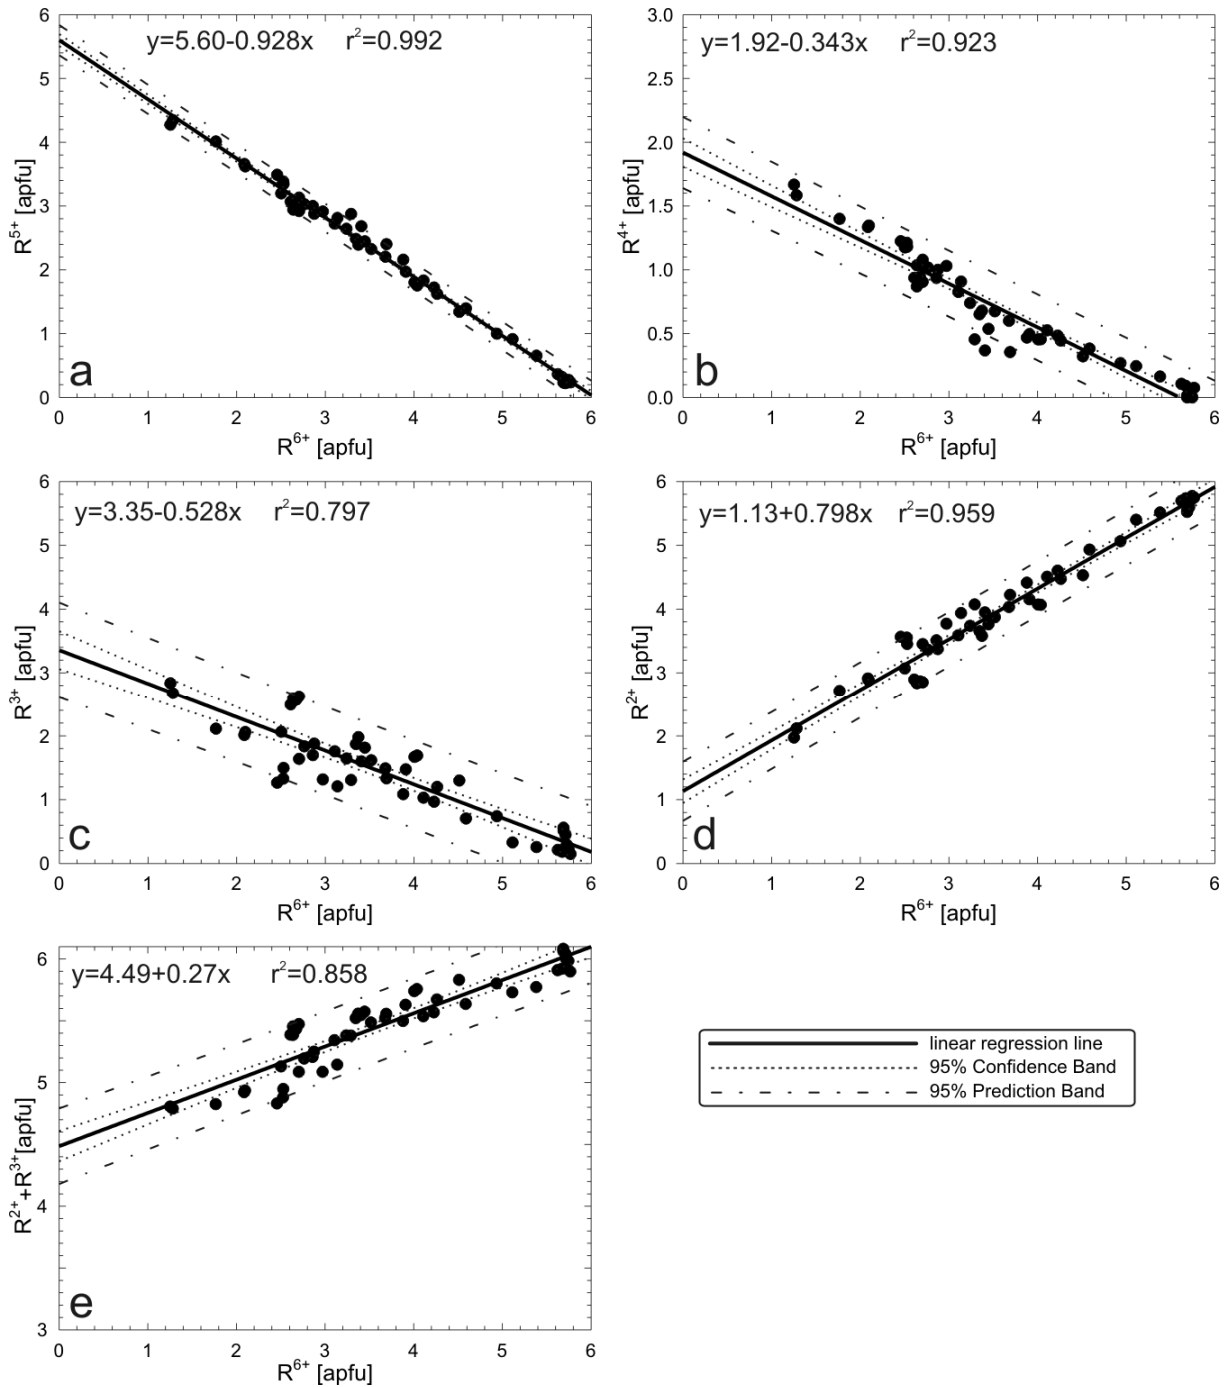 y=5.60-0.928x r²=0.992
6
5
4
3
2
1
0
R⁵⁺ [apfu]
a
0 1 2 3 4 5 6
R⁶⁺ [apfu]
y=1.92-0.343x r²=0.923
3.0
2.5
2.0
1.5
1.0
0.5
0.0
R⁴⁺ [apfu]
b
0 1 2 3 4 5 6
R⁶⁺ [apfu]
y=3.35-0.528x r²=0.797
6
5
4
3
2
1
0
R³⁺ [apfu]
c
0 1 2 3 4 5 6
R⁶⁺ [apfu]
y=1.13+0.798x r²=0.959
6
5
4
3
2
1
0
R²⁺ [apfu]
d
0 1 2 3 4 5 6
R⁶⁺ [apfu]
y=4.49+0.27x r²=0.858
6
5
4
3
R²⁺+R³⁺[apfu]
e
0 1 2 3 4 5 6
R⁶⁺ [apfu]
linear regression line
95% Confidence Band
95% Prediction Band